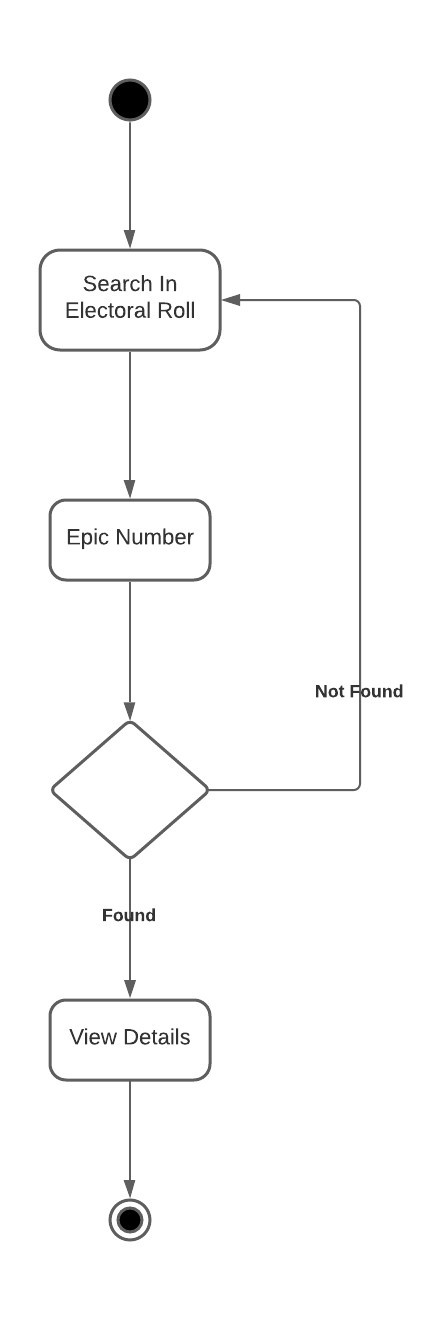 Search In
Electoral Roll
Epic Number
Not Found
Found
View Details